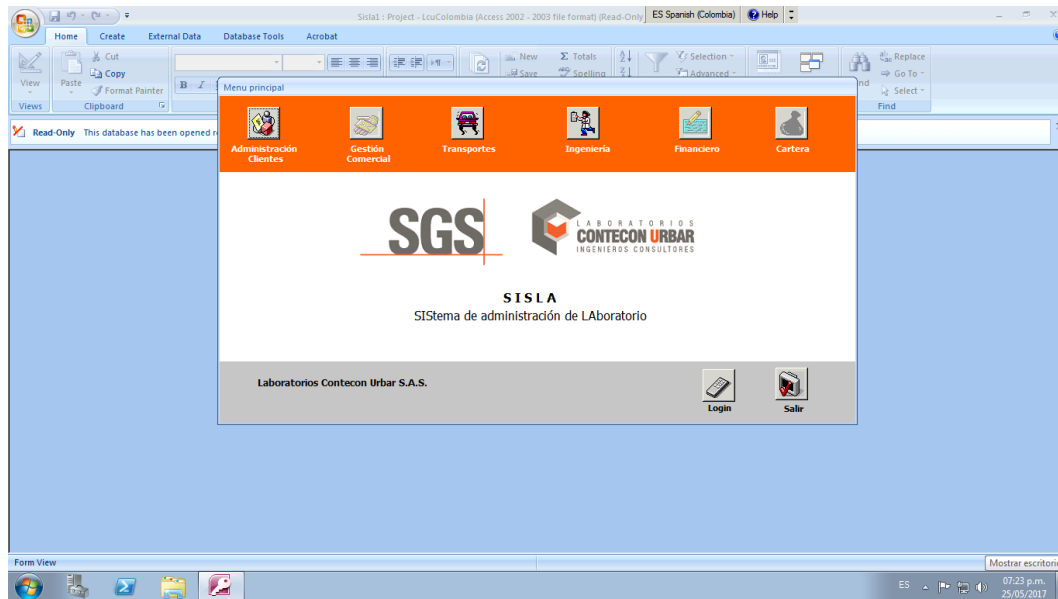 Sisla1 : Project - LcuColombia (Access 2002 - 2003 file format) (Read-Only
ES Spanish (Colombia) Help
Home Create External Data Database Tools Acrobat
View
Views
Paste
Cut
Copy
Format Painter
Clipboard
B I
New
Save
Σ Totals
Spelling
Selection
Advanced
Replace
Go To
Select
Find
Read-Only This database has been opened r
Menu principal
Administración
Clientes
Gestión
Comercial
Transportes
Ingeniería
Financiero
Cartera
SGS
LABORATORIOS
CONTECON URBAR
INGENIEROS CONSULTORES
SISLA
SIStema de administración de LAboratorio
Laboratorios Contecon Urbar S.A.S.
Login
Salir
Form View
Mostrar escritorio
ES
07:23 p.m.
25/05/2017